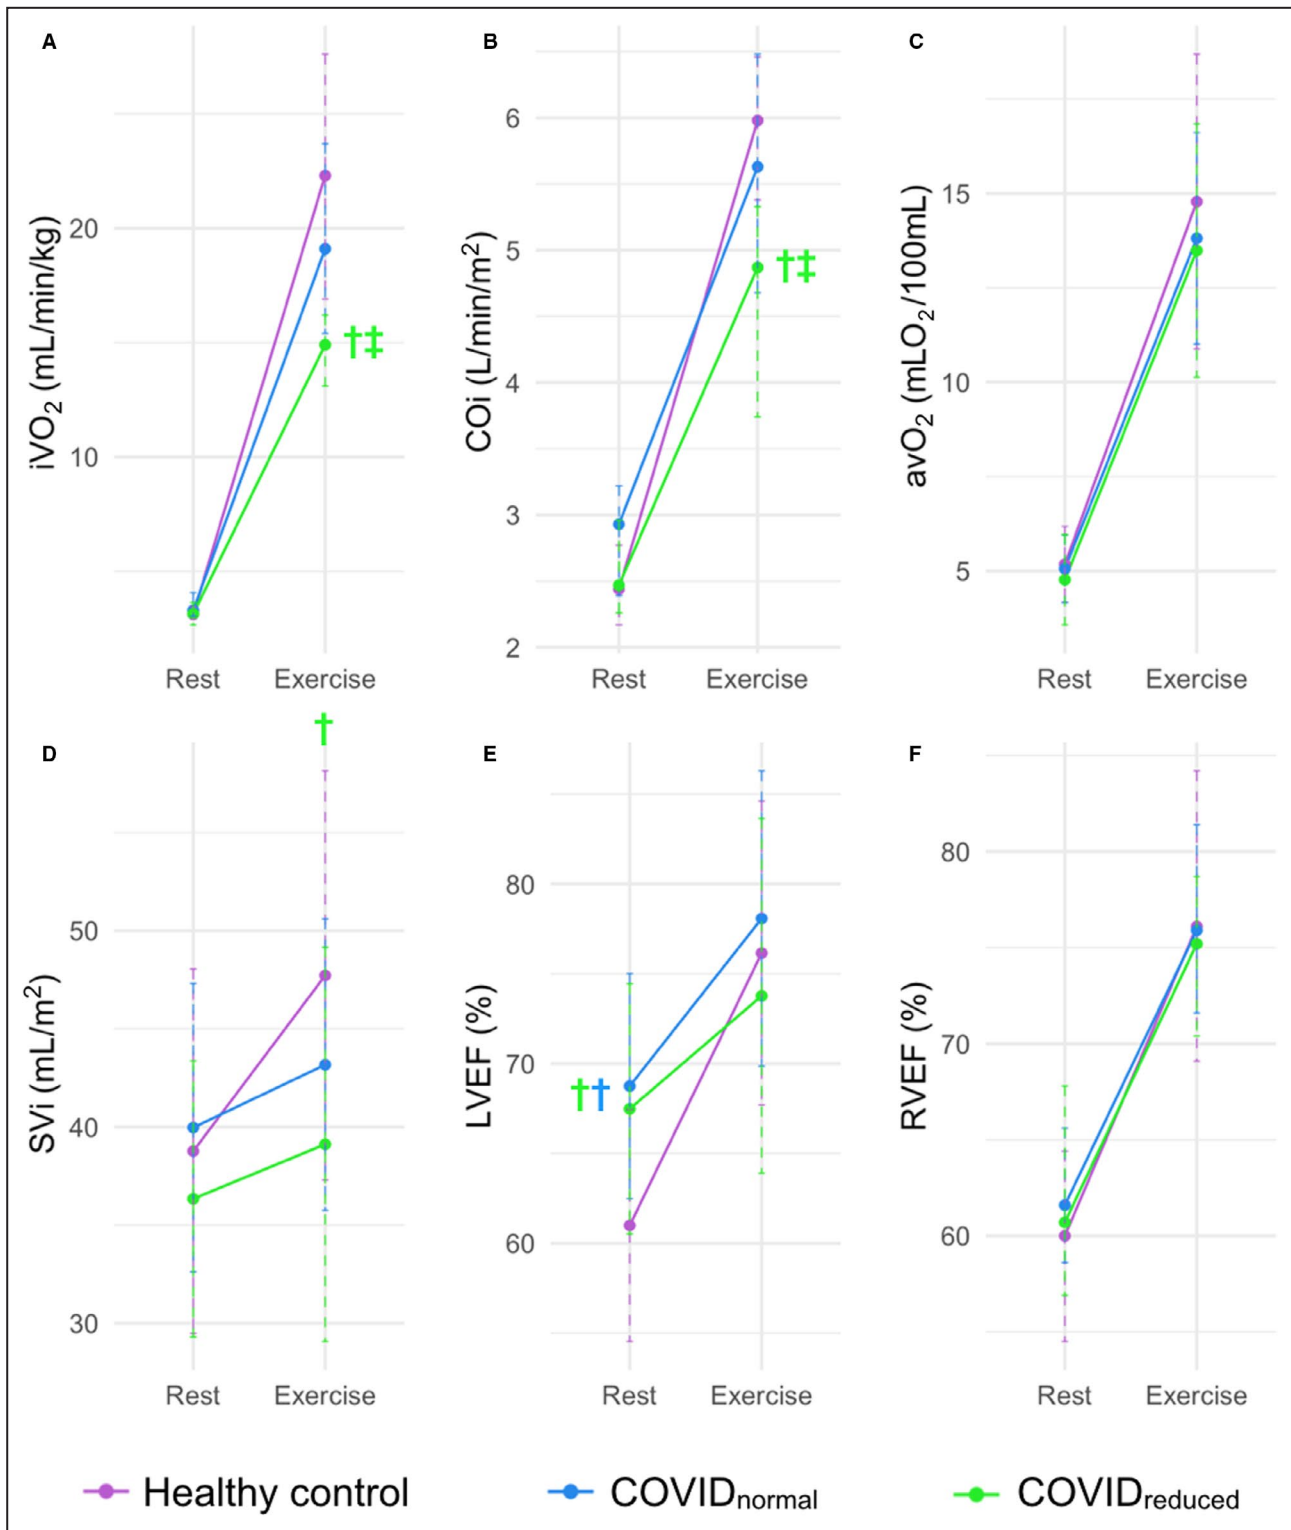 A
B
C
iVO₂ (mL/min/kg)
20
10
Rest
Exercise
†‡
COi (L/min/m²)
6
5
4
3
2
Rest
Exercise
†‡
avO₂ (mLO₂/100mL)
15
10
5
Rest
Exercise
D
E
F
†
SVi (mL/m²)
50
40
30
Rest
Exercise
LVEF (%)
80
70
60
††
Rest
Exercise
RVEF (%)
80
70
60
Rest
Exercise
Healthy control
COVIDnormal
COVIDreduced